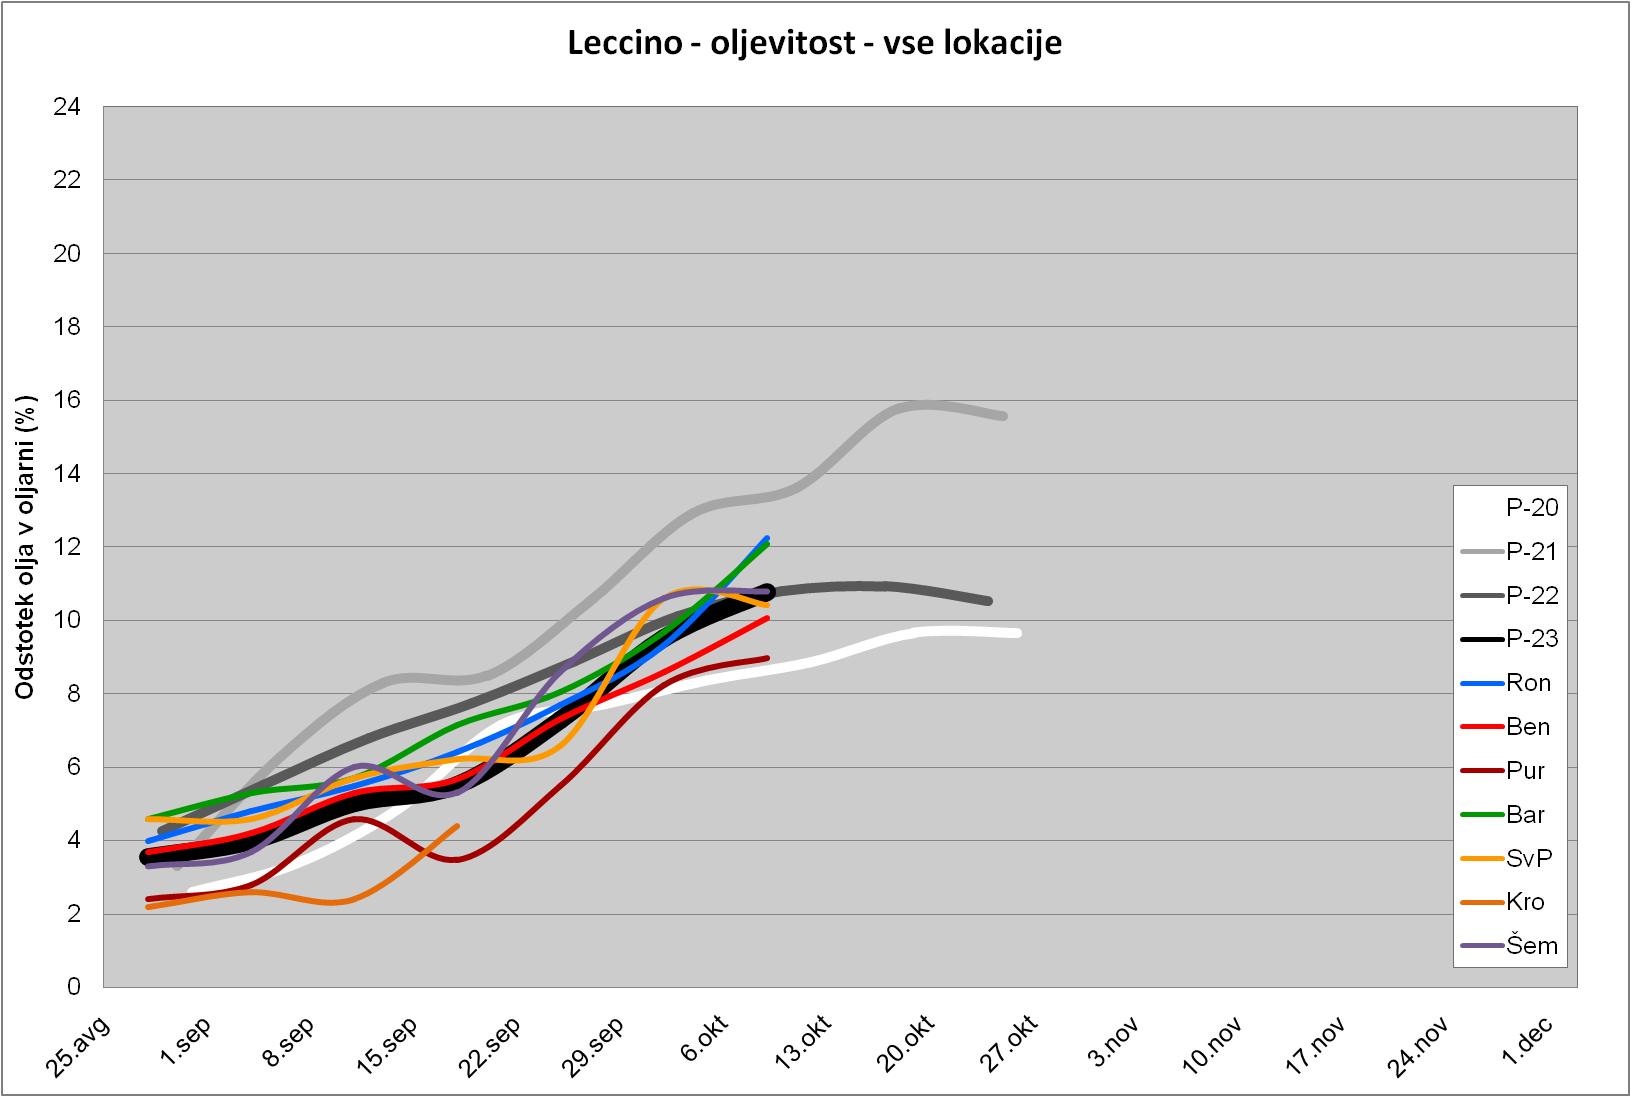 Leccino - oljevitost - vse lokacije
Odstotek olja v oljarni (%)
24
22
20
18
16
14
12
10
8
6
4
2
0
25.avg
1.sep
8.sep
15.sep
22.sep
29.sep
6.okt
13.okt
20.okt
27.okt
3.nov
10.nov
17.nov
24.nov
1.dec
P-20
P-21
P-22
P-23
Ron
Ben
Pur
Bar
SvP
Kro
Šem